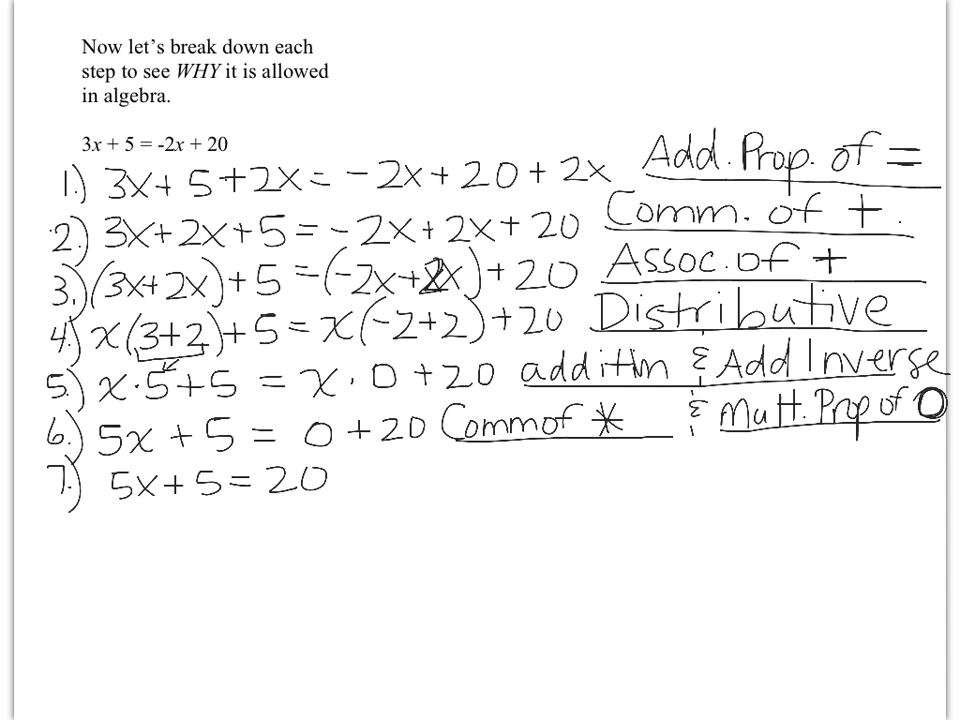 Now let's break down each
step to see WHY it is allowed
in algebra.
3x + 5 = -2x + 20
1.) 3x + 5 + 2x = -2x + 20 + 2x Add. Prop. of =
2.) 3x + 2x + 5 = -2x + 2x + 20 Comm. of +.
3.) (3x + 2x) + 5 = (-2x + 2x) + 20 Assoc. of +
4.) x(3+2) + 5 = x(-2+2) + 20 Distributive
5.) x · 5 + 5 = x · 0 + 20 addition & Add Inverse
6.) 5x + 5 = 0 + 20 Comm of * & Mult. Prop of 0
7.) 5x + 5 = 20